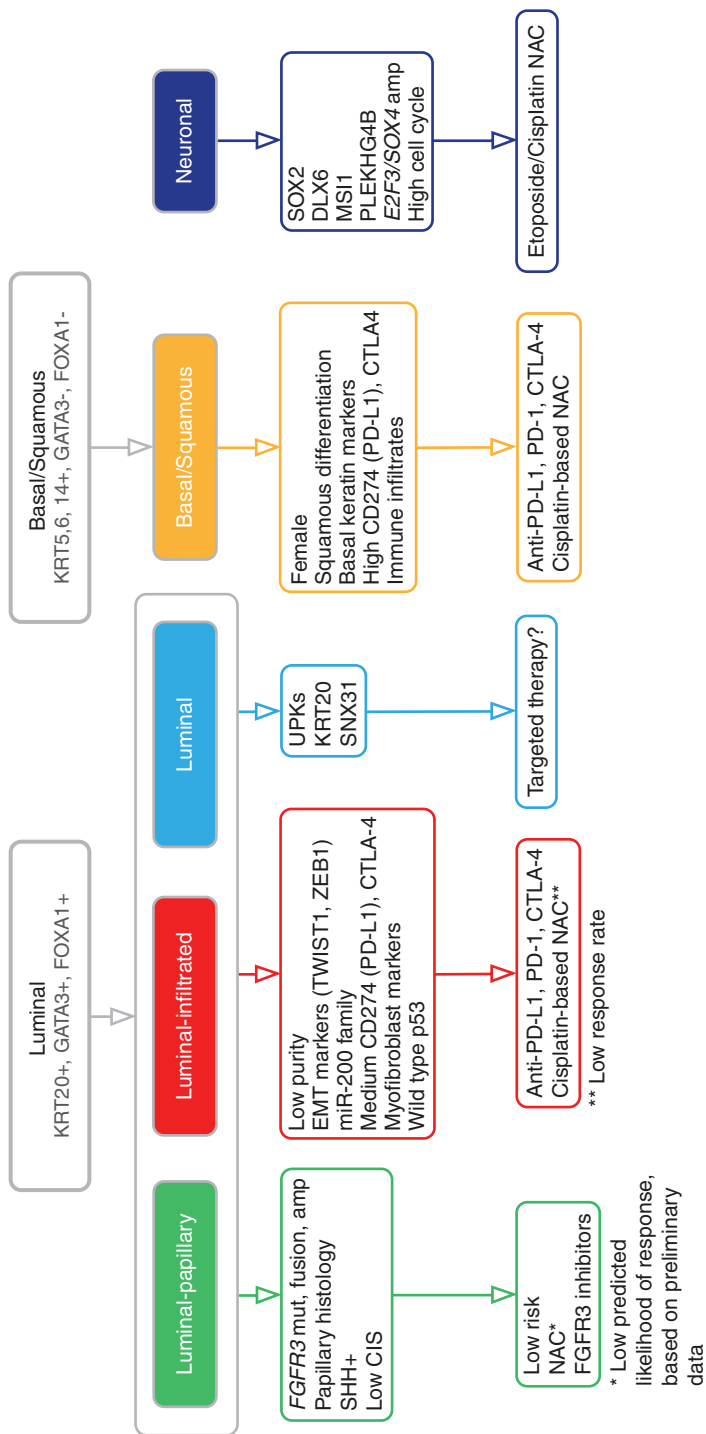 Luminal
KRT20+, GATA3+, FOXA1+
Basal/Squamous
KRT5,6, 14+, GATA3-, FOXA1-
Luminal-papillary
Luminal-infiltrated
Luminal
Basal/Squamous
Neuronal
FGFR3 mut, fusion, amp
Papillary histology
SHH+
Low CIS
Low purity
EMT markers (TWIST1, ZEB1)
miR-200 family
Medium CD274 (PD-L1), CTLA-4
Myofibroblast markers
Wild type p53
UPKs
KRT20
SNX31
Female
Squamous differentiation
Basal keratin markers
High CD274 (PD-L1), CTLA4
Immune infiltrates
SOX2
DLX6
MSI1
PLEKHG4B
E2F3/SOX4 amp
High cell cycle
Low risk
NAC*
FGFR3 inhibitors
* Low predicted
likelihood of response,
based on preliminary
data
Anti-PD-L1, PD-1, CTLA-4
Cisplatin-based NAC**
** Low response rate
Targeted therapy?
Anti-PD-L1, PD-1, CTLA-4
Cisplatin-based NAC
Etoposide/Cisplatin NAC